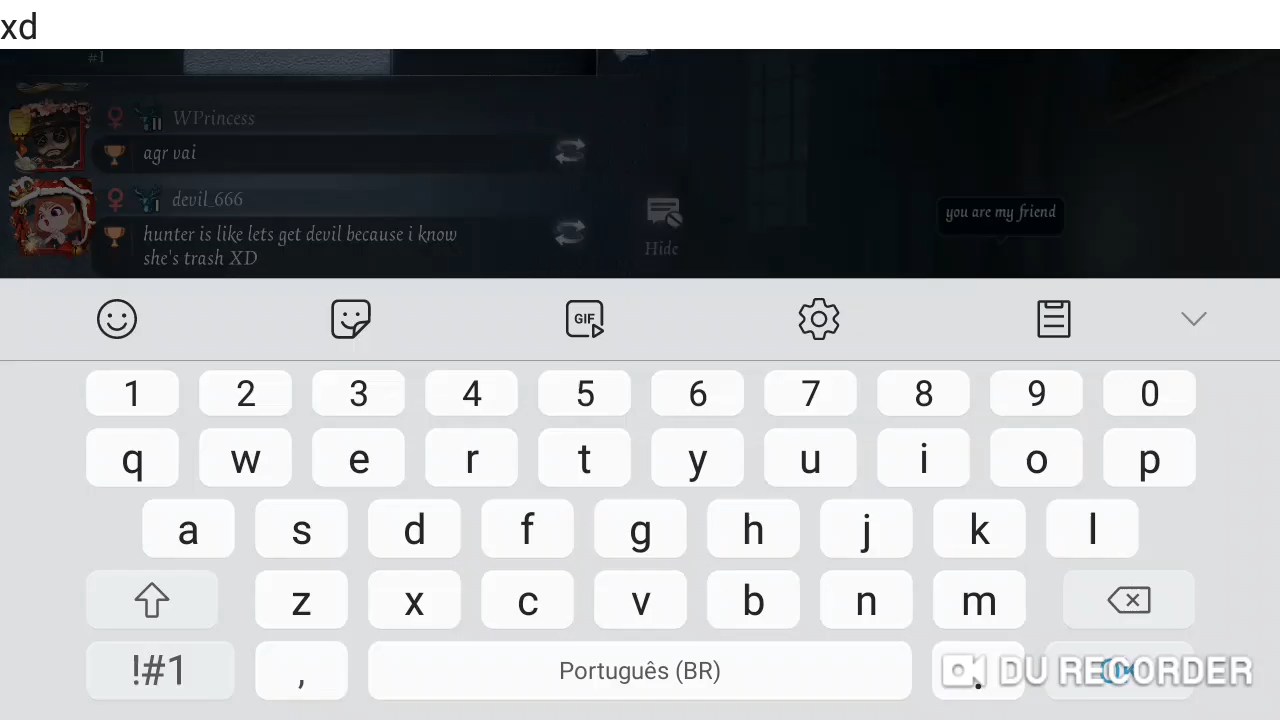 xd
#1
WPrincess
agr vai
devil_666
hunter is like lets get devil because i know
she's trash XD
Hide
you are my friend
GIF
1 2 3 4 5 6 7 8 9 0
q w e r t y u i o p
a s d f g h j k l
z x c v b n m
!#1 , Português (BR) .
DU RECORDER